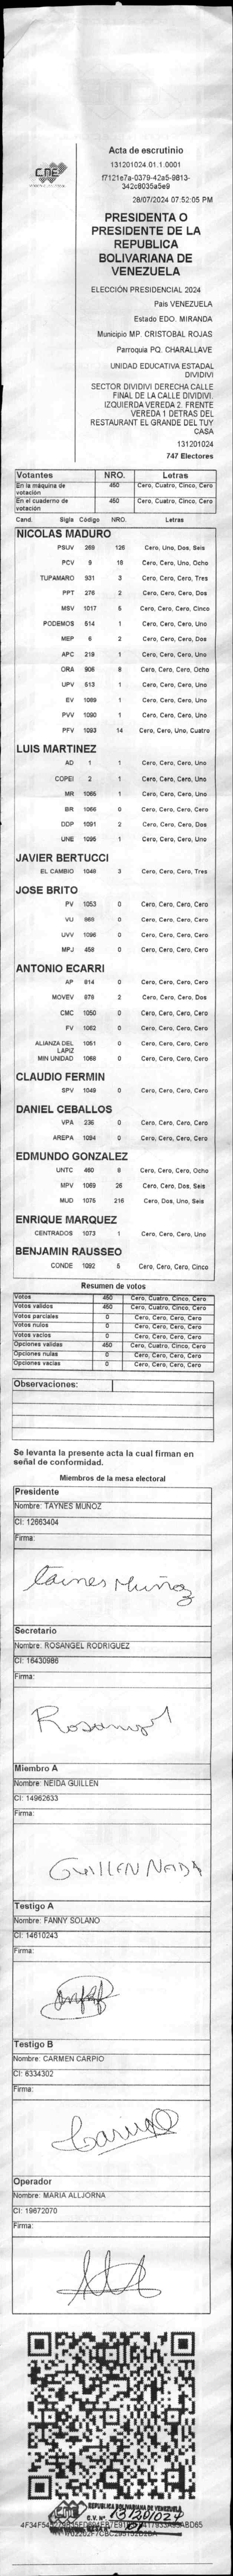 CNE
Acta de escrutinio
131201024.01.1.0001
f7121e7a-0379-42a5-9813-
342c8035a5e9
28/07/2024 07:52:05 PM
PRESIDENTA O
PRESIDENTE DE LA
REPUBLICA
BOLIVARIANA DE
VENEZUELA
ELECCIÓN PRESIDENCIAL 2024
Pais VENEZUELA
Estado EDO. MIRANDA
Municipio MP. CRISTOBAL ROJAS
Parroquia PQ. CHARALLAVE
UNIDAD EDUCATIVA ESTADAL
DIVIDIVI
SECTOR DIVIDIVI DERECHA CALLE
FINAL DE LA CALLE DIVIDIVI.
IZQUIERDA VEREDA 2. FRENTE
VEREDA 1 DETRAS DEL
RESTAURANT EL GRANDE DEL TUY
CASA
131201024
747 Electores
Votantes NRO. Letras
En la máquina de votación 460 Cero, Cuatro, Cinco, Cero
En el cuaderno de votación 450 Cero, Cuatro, Cinco, Cero
Cand. Sigla Código NRO. Letras
NICOLAS MADURO
PSUV 268 126 Cero, Uno, Dos, Seis
PCV 9 18 Cero, Cero, Uno, Ocho
TUPAMARO 931 3 Cero, Cero, Cero, Tres
PPT 276 2 Cero, Cero, Cero, Dos
MSV 1017 5 Cero, Cero, Cero, Cinco
PODEMOS 514 1 Cero, Cero, Cero, Uno
MEP 6 2 Cero, Cero, Cero, Dos
APC 219 1 Cero, Cero, Cero, Uno
ORA 906 8 Cero, Cero, Cero, Ocho
UPV 513 1 Cero, Cero, Cero, Uno
EV 1089 1 Cero, Cero, Cero, Uno
PVV 1090 1 Cero, Cero, Cero, Uno
PFV 1093 14 Cero, Cero, Uno, Cuatro
LUIS MARTINEZ
AD 1 1 Cero, Cero, Cero, Uno
COPEI 2 1 Cero, Cero, Cero, Uno
MR 1065 1 Cero, Cero, Cero, Uno
BR 1066 0 Cero, Cero, Cero, Cero
DDP 1091 2 Cero, Cero, Cero, Dos
UNE 1095 1 Cero, Cero, Cero, Uno
JAVIER BERTUCCI
EL CAMBIO 1048 3 Cero, Cero, Cero, Tres
JOSE BRITO
PV 1053 0 Cero, Cero, Cero, Cero
VU 968 0 Cero, Cero, Cero, Cero
UVV 1096 0 Cero, Cero, Cero, Cero
MPJ 458 0 Cero, Cero, Cero, Cero
ANTONIO ECARRI
AP 814 0 Cero, Cero, Cero, Cero
MOVEV 878 2 Cero, Cero, Cero, Dos
CMC 1050 0 Cero, Cero, Cero, Cero
FV 1062 0 Cero, Cero, Cero, Cero
ALIANZA DEL LAPIZ 1051 0 Cero, Cero, Cero, Cero
MIN UNIDAD 1068 0 Cero, Cero, Cero, Cero
CLAUDIO FERMIN
SPV 1049 0 Cero, Cero, Cero, Cero
DANIEL CEBALLOS
VPA 236 0 Cero, Cero, Cero, Cero
AREPA 1094 0 Cero, Cero, Cero, Cero
EDMUNDO GONZALEZ
UNTC 460 8 Cero, Cero, Cero, Ocho
MPV 1069 26 Cero, Cero, Dos, Seis
MUD 1075 216 Cero, Dos, Uno, Seis
ENRIQUE MARQUEZ
CENTRADOS 1073 1 Cero, Cero, Cero, Uno
BENJAMIN RAUSSEO
CONDE 1092 5 Cero, Cero, Cero, Cinco
Resumen de votos
Votos 450 Cero, Cuatro, Cinco, Cero
Votos validos 450 Cero, Cuatro, Cinco, Cero
Votos parciales 0 Cero, Cero, Cero, Cero
Votos nulos 0 Cero, Cero, Cero, Cero
Votos vacios 0 Cero, Cero, Cero, Cero
Opciones validas 450 Cero, Cuatro, Cinco, Cero
Opciones nulas 0 Cero, Cero, Cero, Cero
Opciones vacias 0 Cero, Cero, Cero, Cero
Observaciones:
Se levanta la presente acta la cual firman en
señal de conformidad.
Miembros de la mesa electoral
Presidente
Nombre: TAYNES MUÑOZ
CI: 12663404
Firma:
Taines Muñoz
Secretario
Nombre: ROSANGEL RODRIGUEZ
CI: 16430986
Firma:
Miembro A
Nombre: NEIDA GUILLEN
CI: 14962633
Firma:
GUILLEN NEIDA
Testigo A
Nombre: FANNY SOLANO
CI: 14610243
Firma:
Testigo B
Nombre: CARMEN CARPIO
CI: 6334302
Firma:
Operador
Nombre: MARIA ALLJORNA
CI: 19672070
Firma:
REPUBLICA BOLIVARIANA DE VENEZUELA
C.V. Nº 131201024
MESA Nº 01